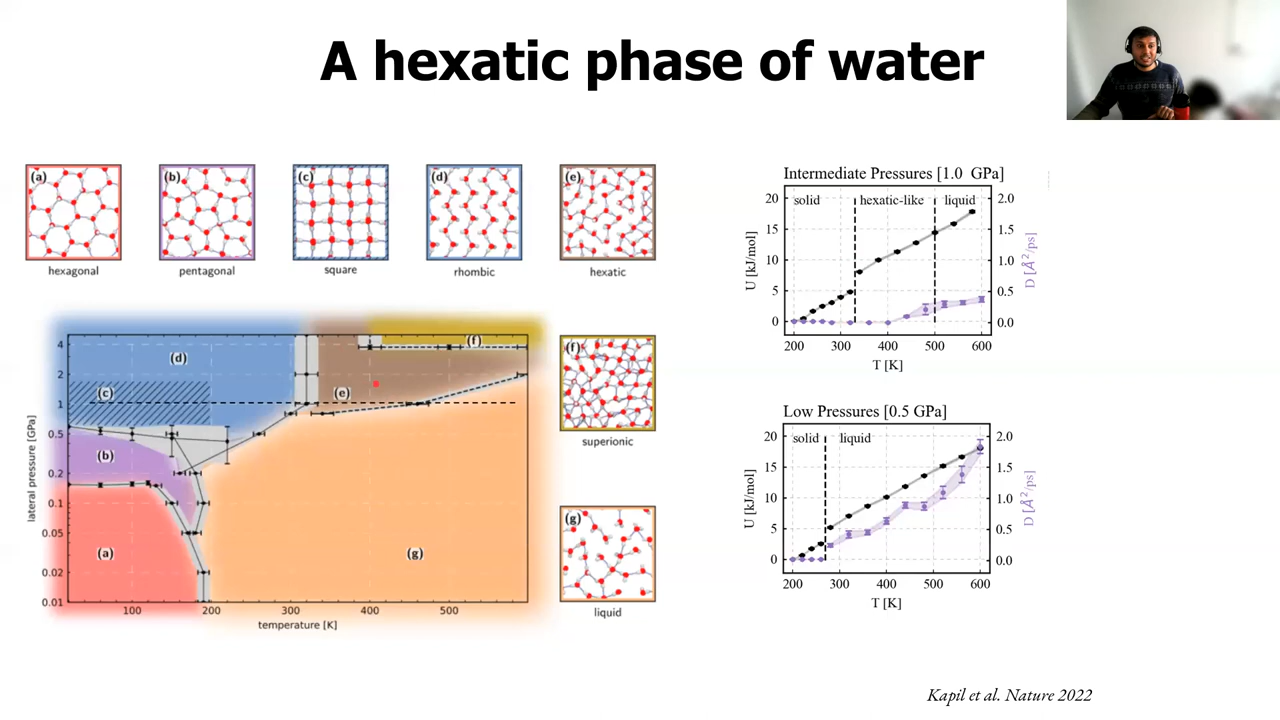 A hexatic phase of water
(a)
(b)
(c)
(d)
(e)
hexagonal
pentagonal
square
rhombic
hexatic
(d)
(c)
(e)
(f)
(b)
(a)
(g)
4
2
1
0.5
0.2
0.1
0.05
0.02
0.01
lateral pressure [GPa]
100
200
300
400
500
temperature [K]
(f)
superionic
(g)
liquid
Intermediate Pressures [1.0 GPa]
solid
hexatic-like
liquid
20
15
10
5
0
U [kJ/mol]
2.0
1.5
1.0
0.5
0.0
D [Å²/ps]
200 300 400 500 600
T [K]
Low Pressures [0.5 GPa]
solid
liquid
20
15
10
5
0
U [kJ/mol]
2.0
1.5
1.0
0.5
0.0
D [Å²/ps]
200 300 400 500 600
T [K]
Kapil et al. Nature 2022